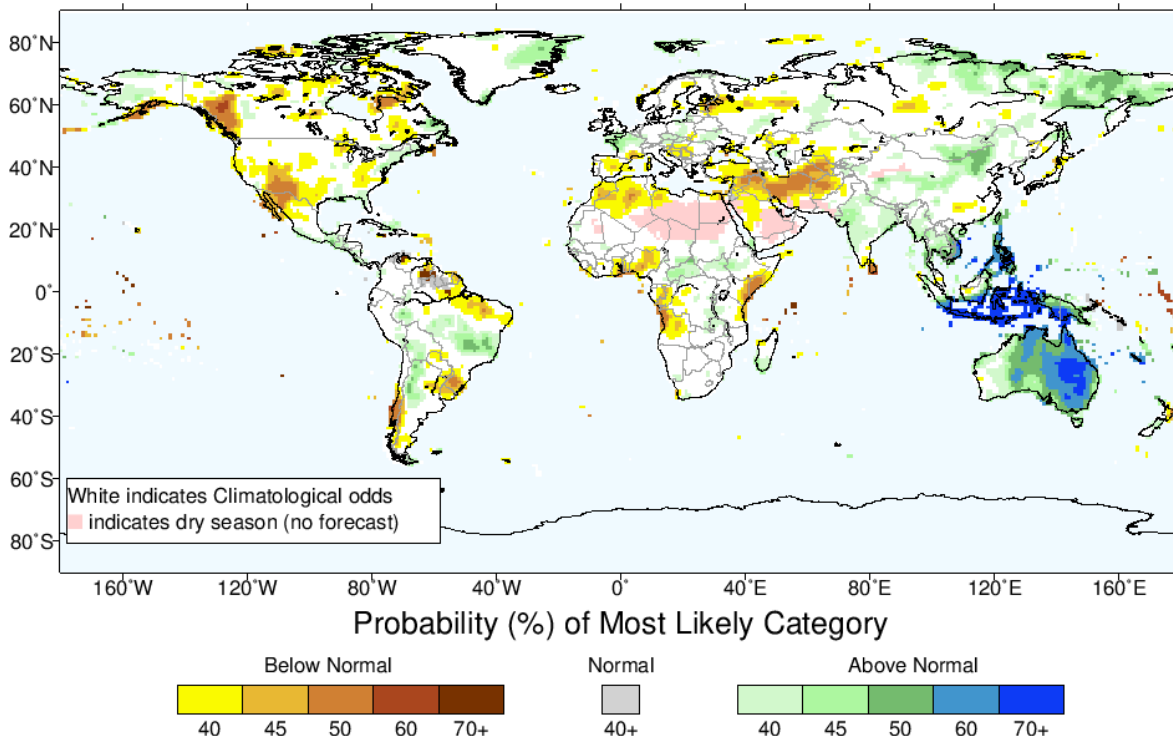 80˚N
60˚N
40˚N
20˚N
0˚
20˚S
40˚S
60˚S
80˚S
White indicates Climatological odds
indicates dry season (no forecast)
160˚W 120˚W 80˚W 40˚W 0˚ 40˚E 80˚E 120˚E 160˚E
Probability (%) of Most Likely Category
Below Normal Normal Above Normal
40 45 50 60 70+ 40+ 40 45 50 60 70+